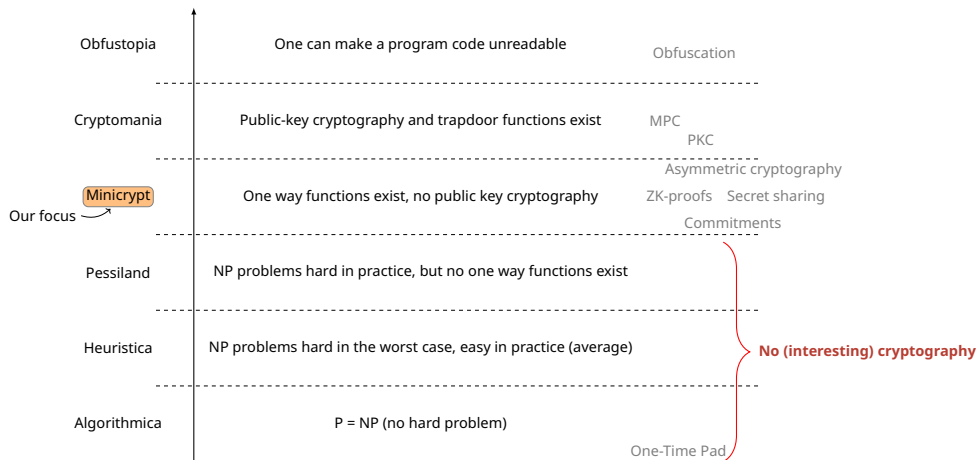 Obfustopia
One can make a program code unreadable
Obfuscation
Cryptomania
Public-key cryptography and trapdoor functions exist
MPC
PKC
Asymmetric cryptography
Minicrypt
One way functions exist, no public key cryptography
ZK-proofs
Secret sharing
Our focus
Commitments
Pessiland
NP problems hard in practice, but no one way functions exist
Heuristica
NP problems hard in the worst case, easy in practice (average)
No (interesting) cryptography
Algorithmica
P = NP (no hard problem)
One-Time Pad